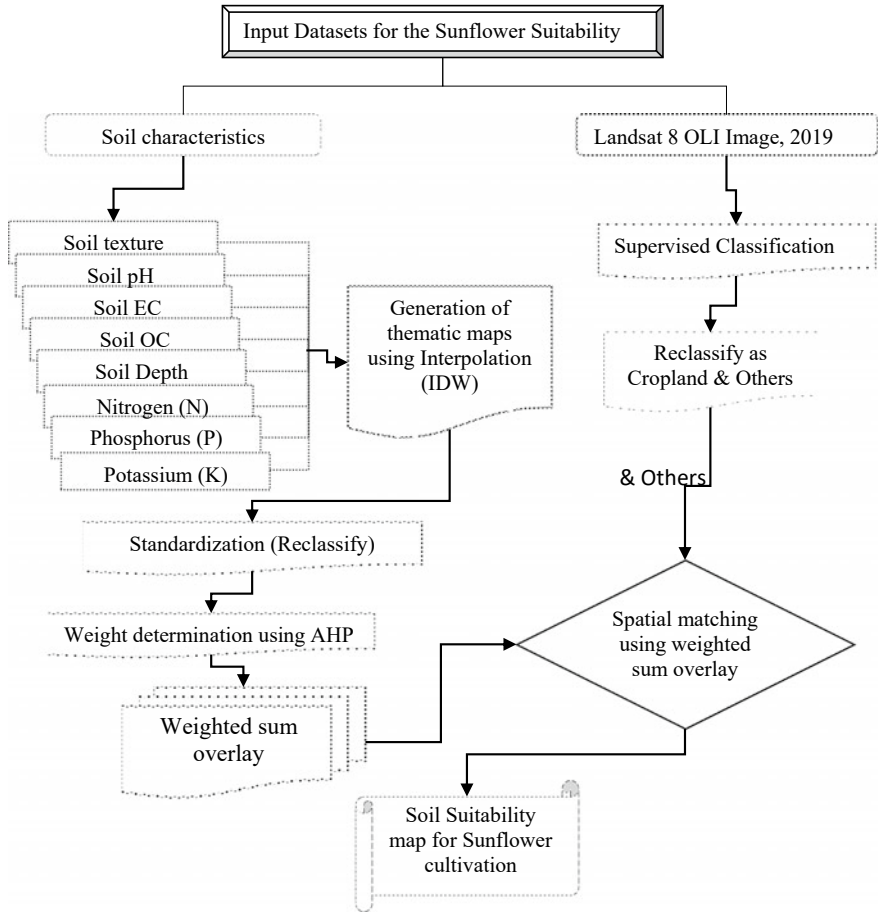 Input Datasets for the Sunflower Suitability
Soil characteristics
Landsat 8 OLI Image, 2019
Soil texture
Soil pH
Soil EC
Soil OC
Soil Depth
Nitrogen (N)
Phosphorus (P)
Potassium (K)
Generation of
thematic maps
using Interpolation
(IDW)
Supervised Classification
Reclassify as
Cropland & Others
& Others
Standardization (Reclassify)
Weight determination using AHP
Weighted sum
overlay
Spatial matching
using weighted
sum overlay
Soil Suitability
map for Sunflower
cultivation